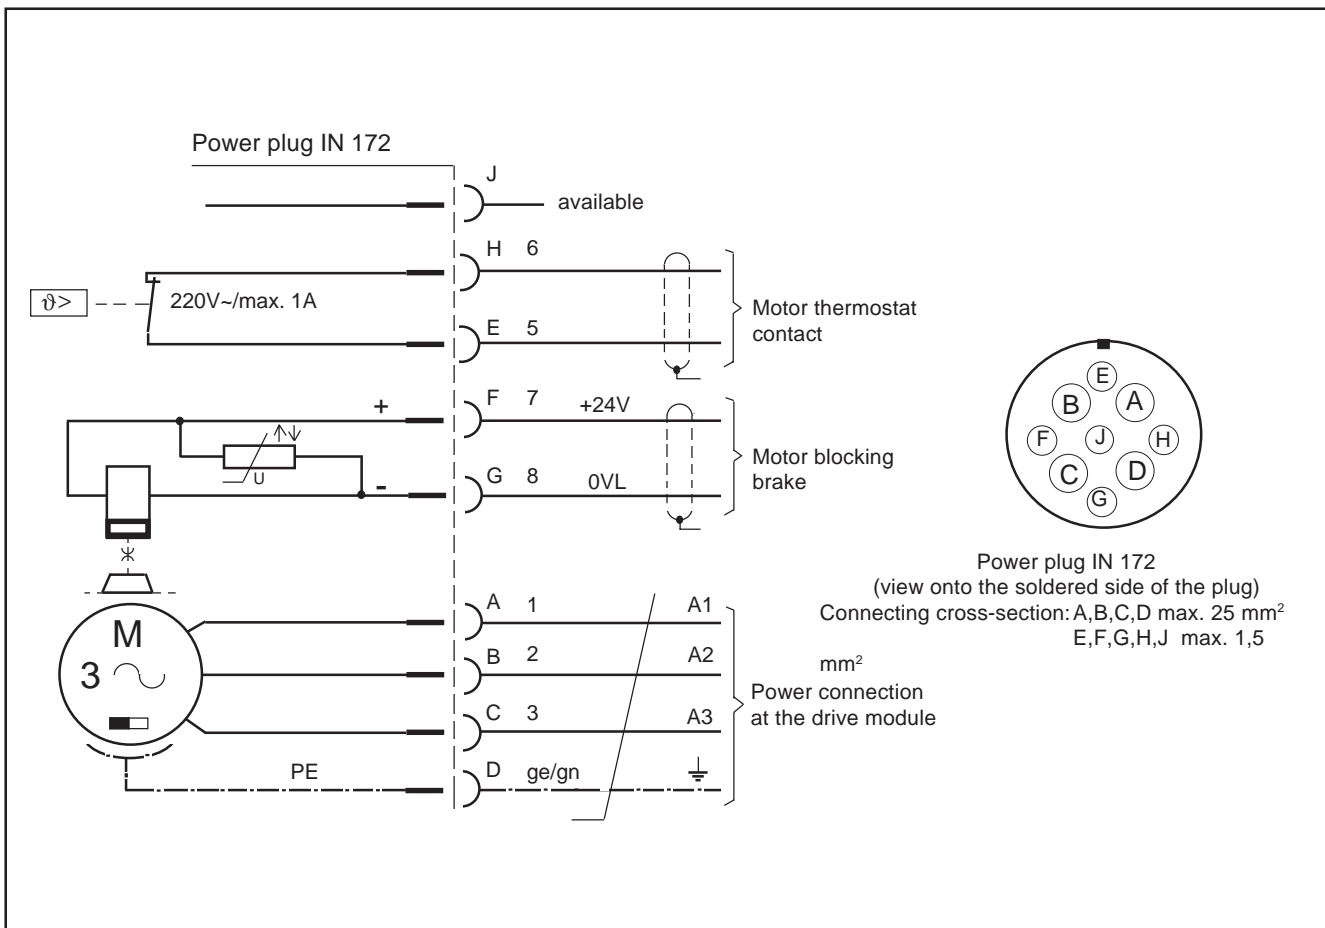 Power plug IN 172
J
available
H 6
ϑ> 220V~/max. 1A
E 5
Motor thermostat
contact
+ F 7 +24V
U
- G 8 0VL
Motor blocking
brake
A 1 A1
M
3
B 2 A2
C 3 A3
PE D ge/gn
Power connection
at the drive module
E
B A
F J H
C D
G
Power plug IN 172
(view onto the soldered side of the plug)
Connecting cross-section: A,B,C,D max. 25 mm²
E,F,G,H,J max. 1,5
mm²